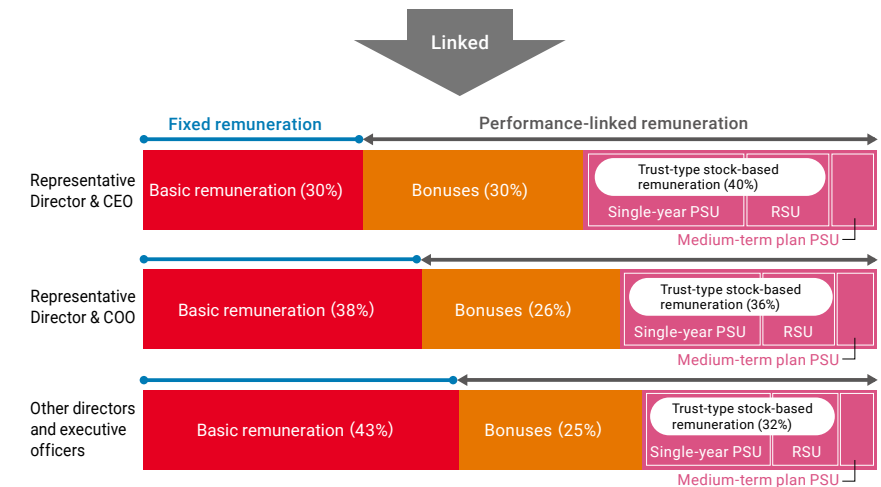 Linked
Fixed remuneration
Performance-linked remuneration
Representative
Director & CEO
Basic remuneration (30%)
Bonuses (30%)
Trust-type stock-based
remuneration (40%)
Single-year PSU
RSU
Medium-term plan PSU
Representative
Director & COO
Basic remuneration (38%)
Bonuses (26%)
Trust-type stock-based
remuneration (36%)
Single-year PSU
RSU
Medium-term plan PSU
Other directors
and executive
officers
Basic remuneration (43%)
Bonuses (25%)
Trust-type stock-based
remuneration (32%)
Single-year PSU
RSU
Medium-term plan PSU